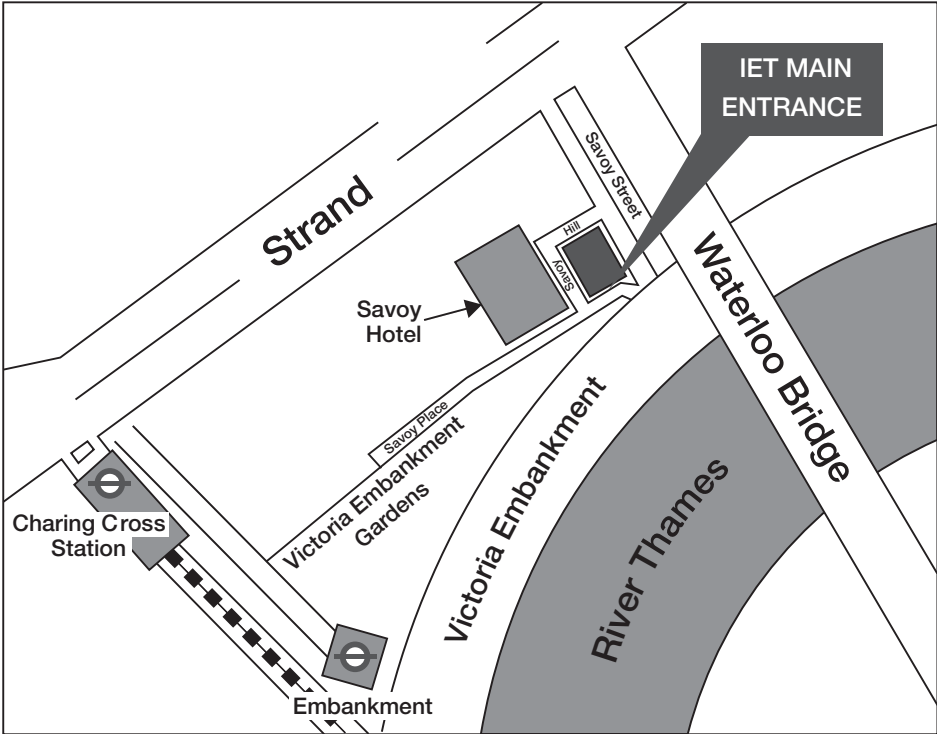 IET MAIN
ENTRANCE
Savoy Street
Strand
Hill
Savoy
Savoy
Hotel
Waterloo Bridge
Savoy Place
Victoria Embankment
Gardens
Victoria Embankment
River Thames
Charing Cross
Station
Embankment